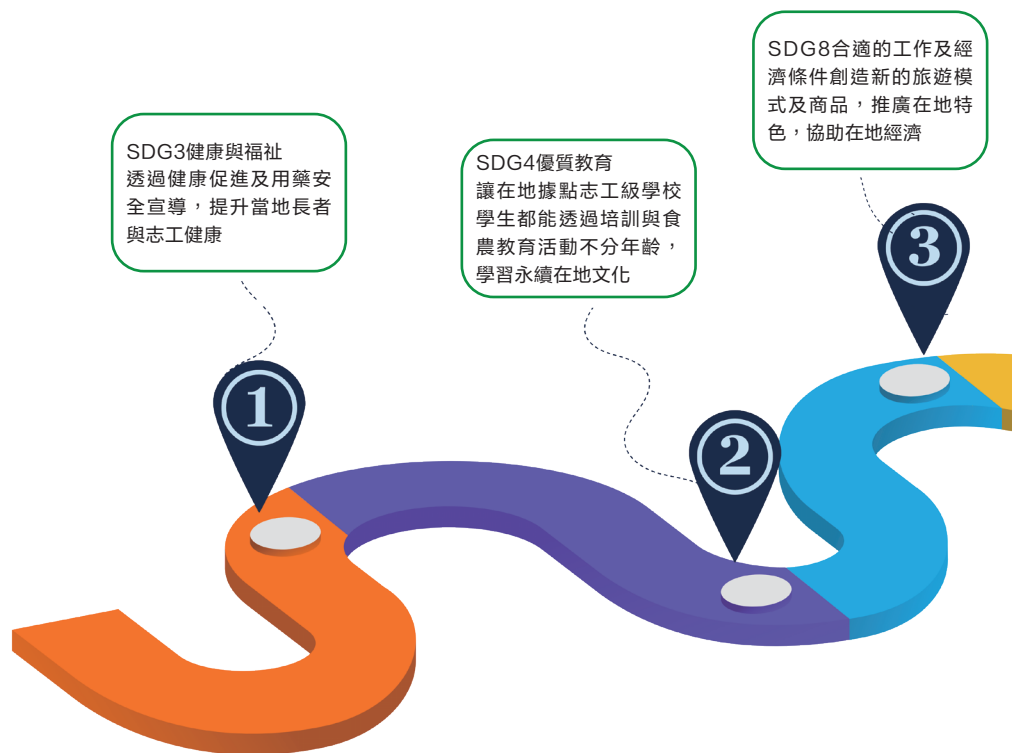 SDG3健康與福祉
透過健康促進及用藥安
全宣導，提升當地長者
與志工健康
1
SDG4優質教育
讓在地據點志工級學校
學生都能透過培訓與食
農教育活動不分年齡，
學習永續在地文化
2
SDG8合適的工作及經
濟條件創造新的旅遊模
式及商品，推廣在地特
色，協助在地經濟
3